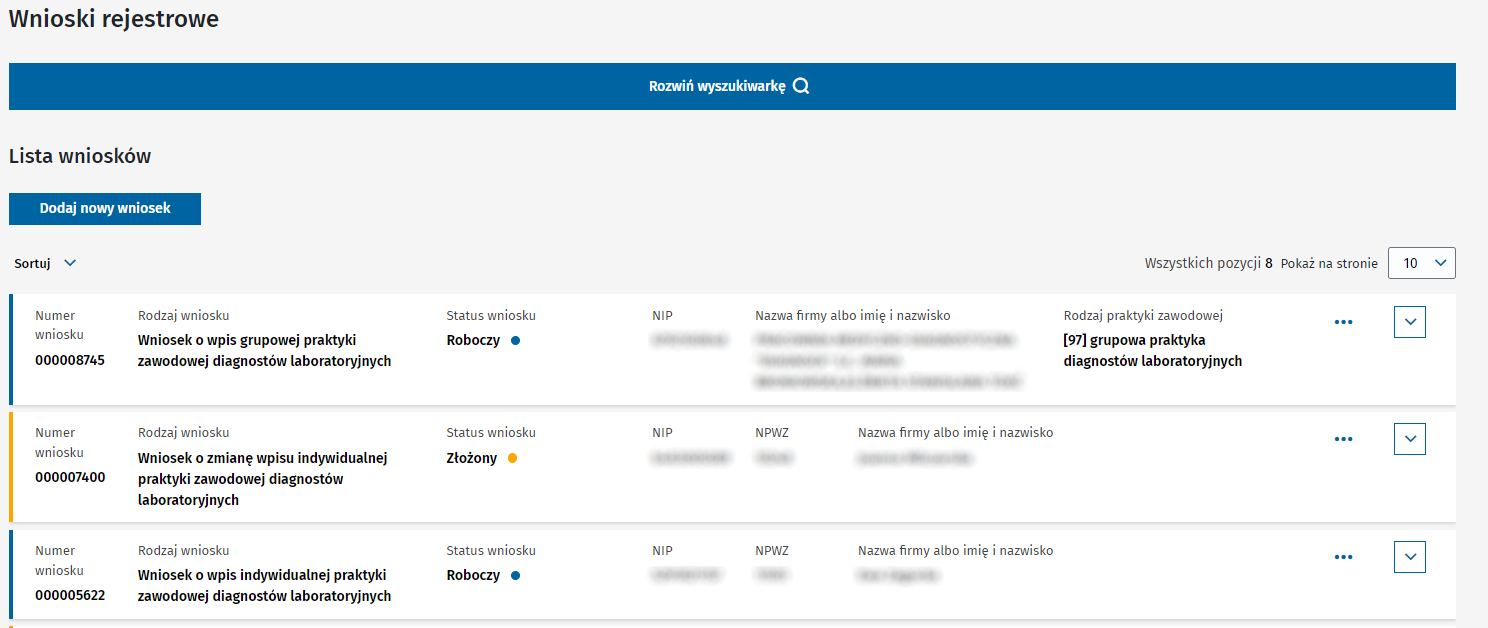 Wnioski rejestrowe
Rozwiń wyszukiwarkę
Lista wniosków
Dodaj nowy wniosek
Sortuj
Wszystkich pozycji 8 Pokaż na stronie 10
Numer wniosku
000008745
Rodzaj wniosku
Wniosek o wpis grupowej praktyki
zawodowej diagnostów laboratoryjnych
Status wniosku
Roboczy
NIP
Nazwa firmy albo imię i nazwisko
Rodzaj praktyki zawodowej
[97] grupowa praktyka
diagnostów laboratoryjnych
Numer
wniosku
000007400
Rodzaj wniosku
Wniosek o zmianę wpisu indywidualnej
praktyki zawodowej diagnostów
laboratoryjnych
Status wniosku
Złożony
NIP
NPWZ
Nazwa firmy albo imię i nazwisko
Numer
wniosku
000005622
Rodzaj wniosku
Wniosek o wpis indywidualnej praktyki
zawodowej diagnostów laboratoryjnych
Status wniosku
Roboczy
NIP
NPWZ
Nazwa firmy albo imię i nazwisko